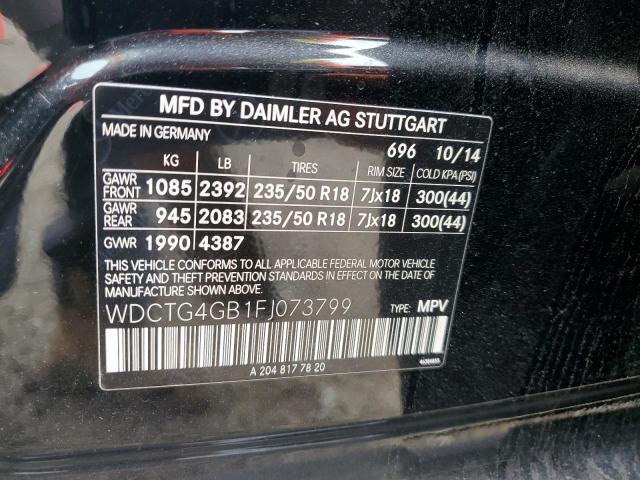 MFD BY DAIMLER AG STUTTGART
MADE IN GERMANY 696 10/14
KG LB TIRES RIM SIZE COLD KPA(PSI)
GAWR FRONT 1085 2392 235/50 R18 7Jx18 300(44)
GAWR REAR 945 2083 235/50 R18 7Jx18 300(44)
GVWR 1990 4387
THIS VEHICLE CONFORMS TO ALL APPLICABLE FEDERAL MOTOR VEHICLE
SAFETY AND THEFT PREVENTION STANDARDS IN EFFECT ON THE DATE
OF MANUFACTURE SHOWN ABOVE.
WDCTG4GB1FJ073799 TYPE: MPV
A 204 817 78 20